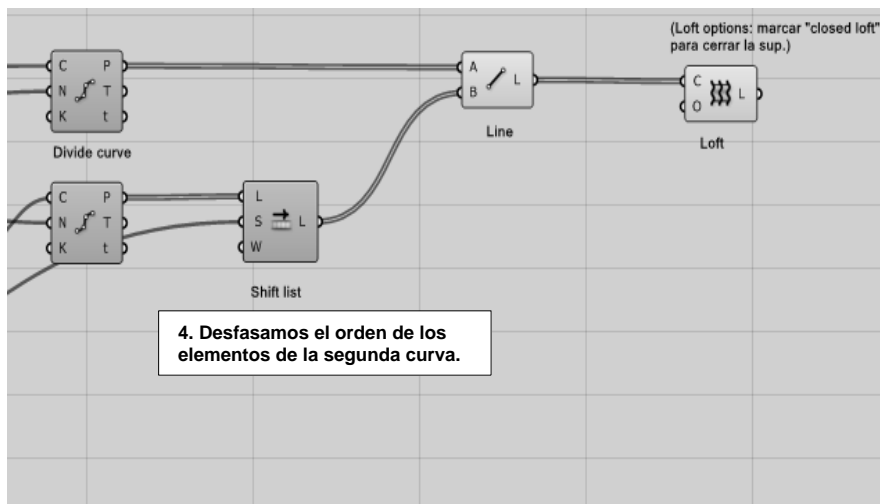 (Loft options: marcar "closed loft"
para cerrar la sup.)
C P
N T
K t
Divide curve
A L
B
Line
C L
O
Loft
C P
N T
K t
L
S L
W
Shift list
4. Desfasamos el orden de los
elementos de la segunda curva.